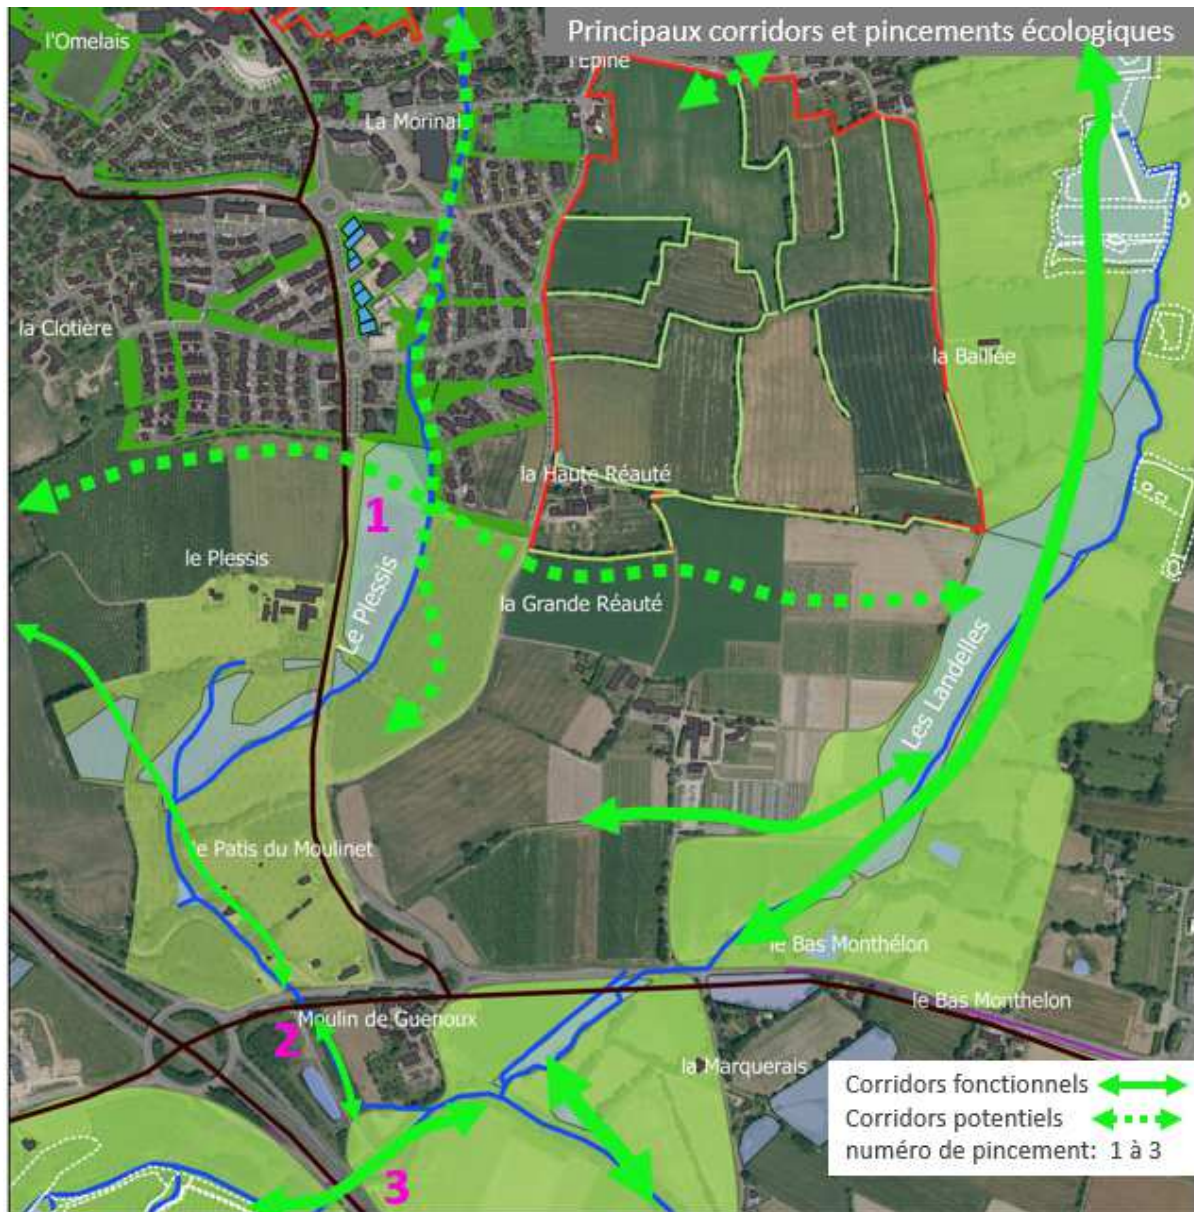 Principaux corridors et pincements écologiques
l'Omelais
l'Epine
La Morinai
la Clotière
la Baillée
la Haute Réauté
1
le Plessis
Le Plessis
la Grande Réauté
Les Landelles
le Patis du Moulinet
le Bas Monthélon
le Bas Monthelon
Moulin de Guenoux
2
la Marquerais
Corridors fonctionnels
Corridors potentiels
numéro de pincement: 1 à 3
3